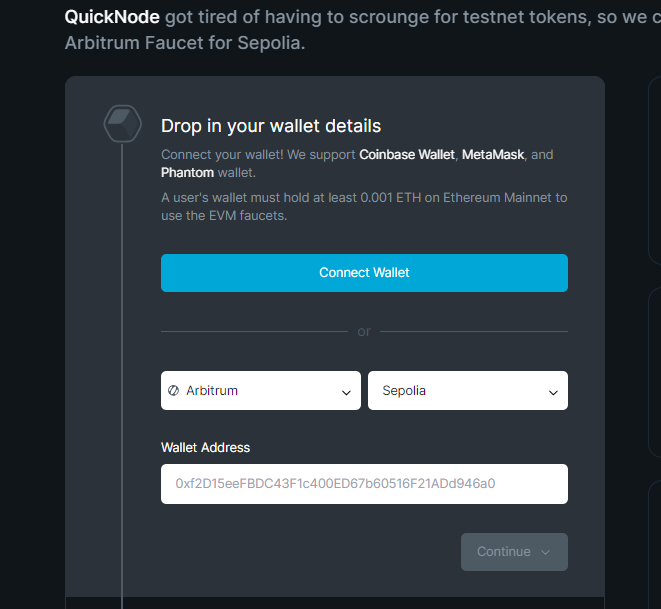 QuickNode got tired of having to scrounge for testnet tokens, so we c
Arbitrum Faucet for Sepolia.
Drop in your wallet details
Connect your wallet! We support Coinbase Wallet, MetaMask, and
Phantom wallet.
A user's wallet must hold at least 0.001 ETH on Ethereum Mainnet to
use the EVM faucets.
Connect Wallet
or
Arbitrum
Sepolia
Wallet Address
0xf2D15eeFBDC43F1c400ED67b60516F21ADd946a0
Continue